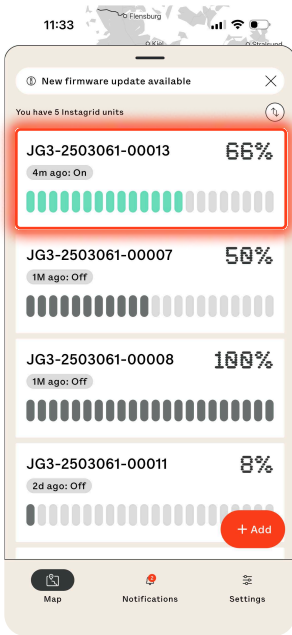 11:33
Flensburg
Kiel
Stralsund
New firmware update available
You have 5 Instagrid units
JG3-2503061-00013
66%
4m ago: On
JG3-2503061-00007
50%
1M ago: Off
JG3-2503061-00008
100%
1M ago: Off
JG3-2503061-00011
8%
2d ago: Off
+ Add
2
Map
Notifications
Settings